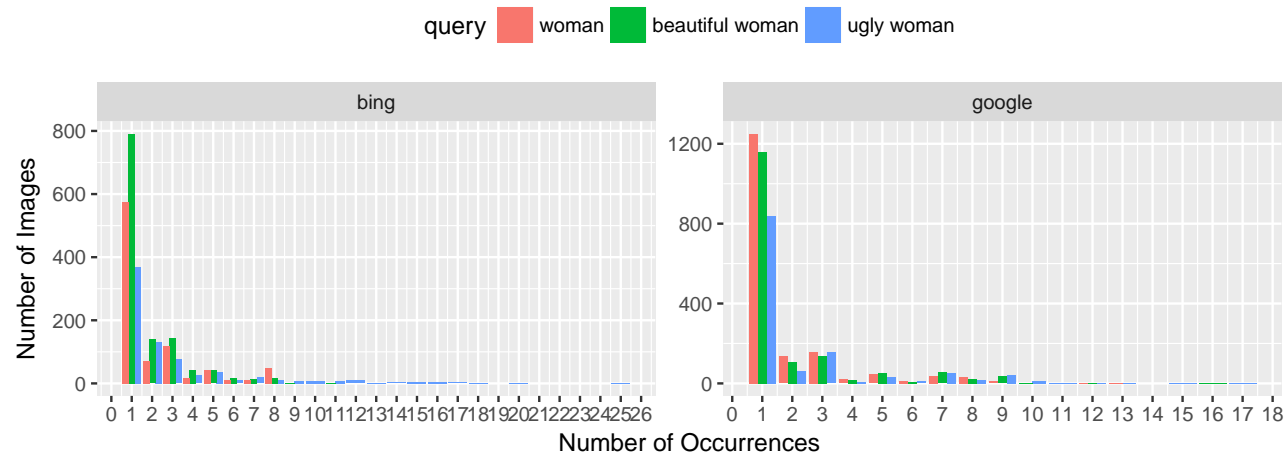 query woman beautiful woman ugly woman
bing google
Number of Images
800
600
400
200
0
1200
800
400
0
0 1 2 3 4 5 6 7 8 9 10 11 12 13 14 15 16 17 18 19 20 21 22 23 24 25 26
0 1 2 3 4 5 6 7 8 9 10 11 12 13 14 15 16 17 18
Number of Occurrences